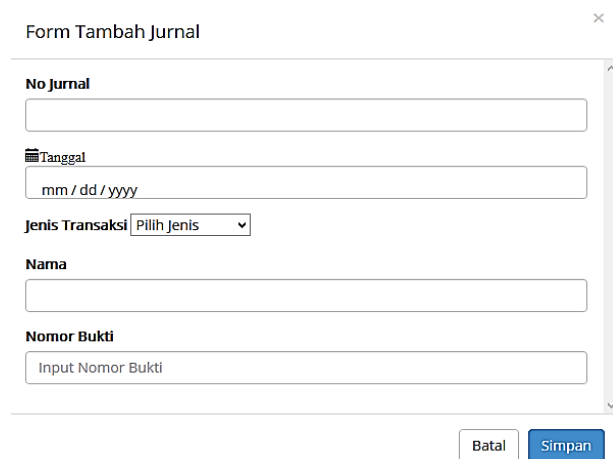 Form Tambah Jurnal
×
No Jurnal
Tanggal
mm / dd / yyyy
Jenis Transaksi Pilih Jenis
Nama
Nomor Bukti
Input Nomor Bukti
Batal Simpan